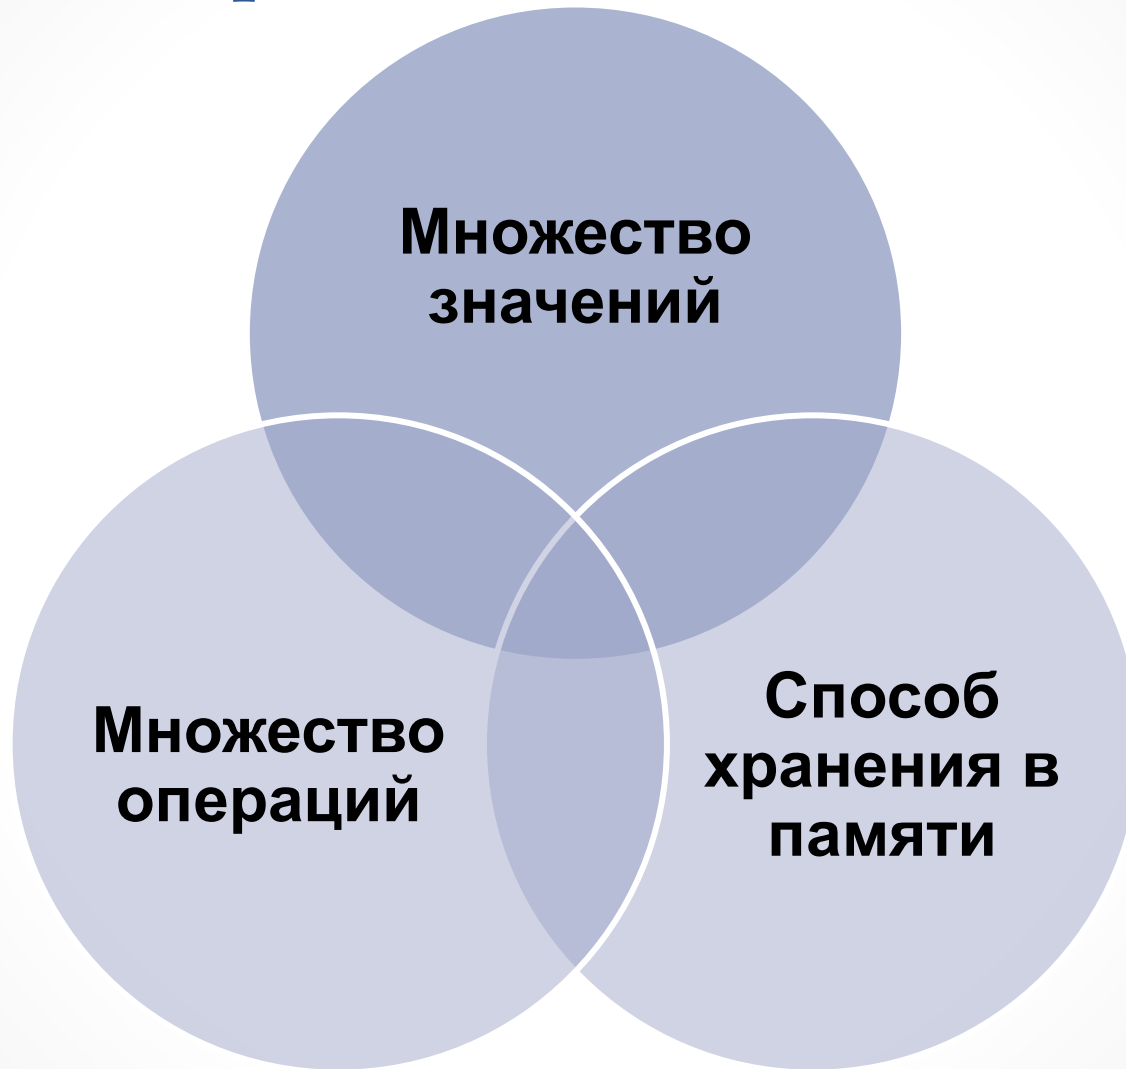 Множество
значений
Множество
операций
Способ
хранения в
памяти